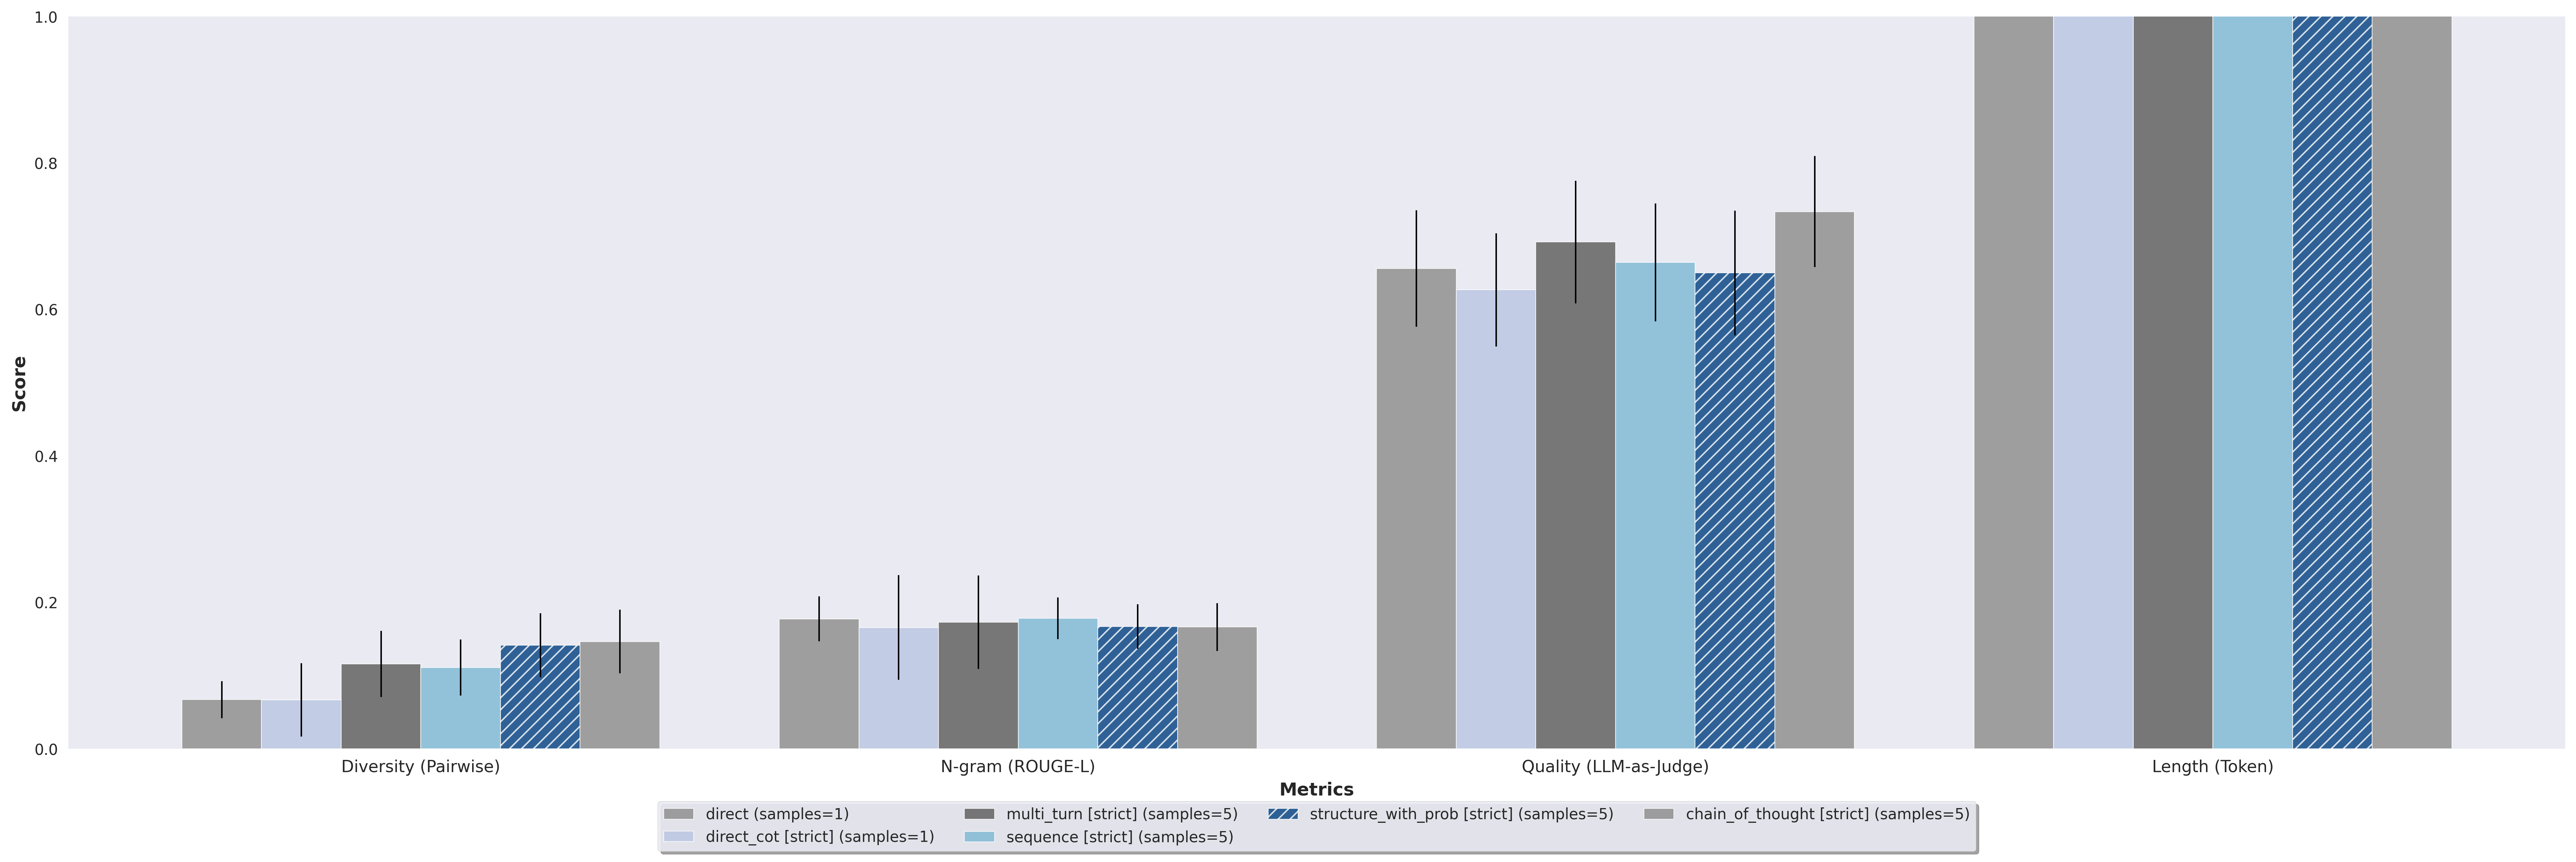 1.0
0.8
0.6
0.4
0.2
0.0
Score
Diversity (Pairwise)
N-gram (ROUGE-L)
Quality (LLM-as-Judge)
Length (Token)
Metrics
direct (samples=1)
direct_cot [strict] (samples=1)
multi_turn [strict] (samples=5)
sequence [strict] (samples=5)
structure_with_prob [strict] (samples=5)
chain_of_thought [strict] (samples=5)